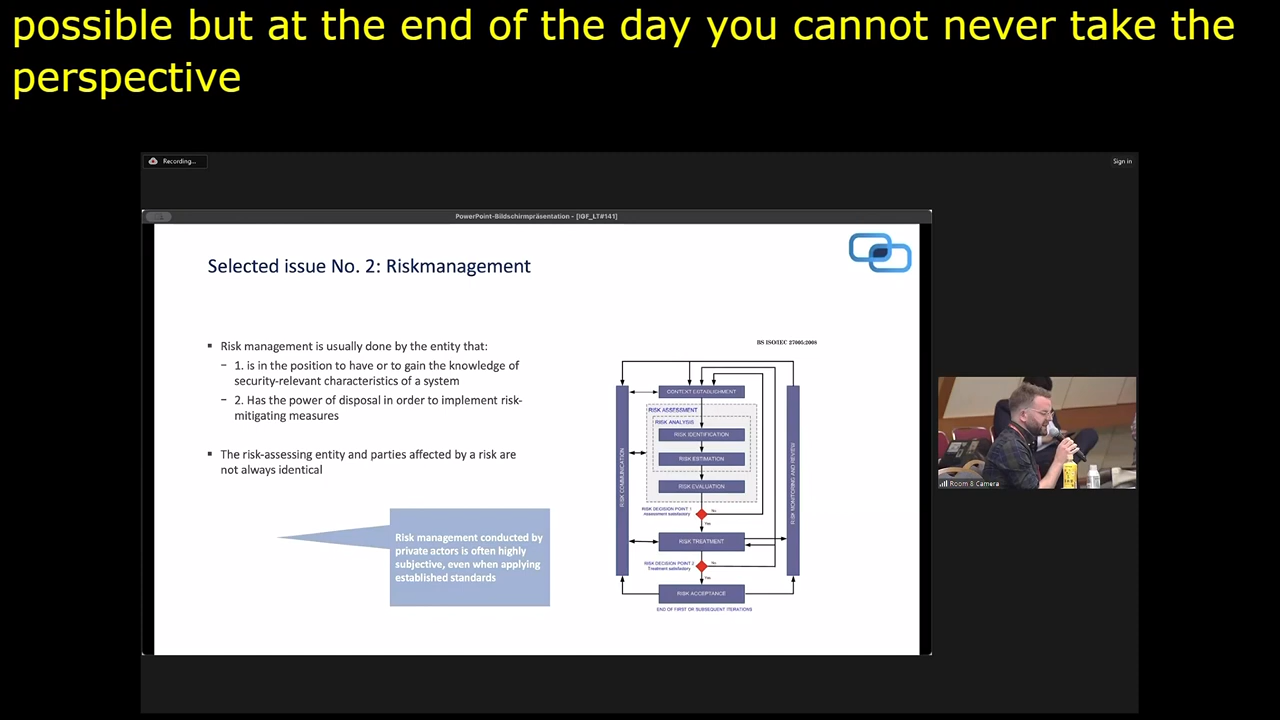 possible but at the end of the day you cannot never take the
perspective
Recording...
Sign in
PowerPoint-Bildschirmpräsentation - [IGF_LT#141]
Selected issue No. 2: Riskmanagement
▪ Risk management is usually done by the entity that:
− 1. is in the position to have or to gain the knowledge of
security-relevant characteristics of a system
− 2. Has the power of disposal in order to implement risk-
mitigating measures
▪ The risk-assessing entity and parties affected by a risk are
not always identical
Risk management conducted by
private actors is often highly
subjective, even when applying
established standards
BS ISO/IEC 27005:2008
CONTEXT ESTABLISHMENT
RISK ASSESSMENT
RISK ANALYSIS
RISK IDENTIFICATION
RISK ESTIMATION
RISK EVALUATION
RISK COMMUNICATION
RISK MONITORING AND REVIEW
RISK DECISION POINT 1
Assessment satisfactory
No
Yes
RISK TREATMENT
RISK DECISION POINT 2
Treatment satisfactory
No
Yes
RISK ACCEPTANCE
END OF FIRST OR SUBSEQUENT ITERATIONS
Room 8 Camera